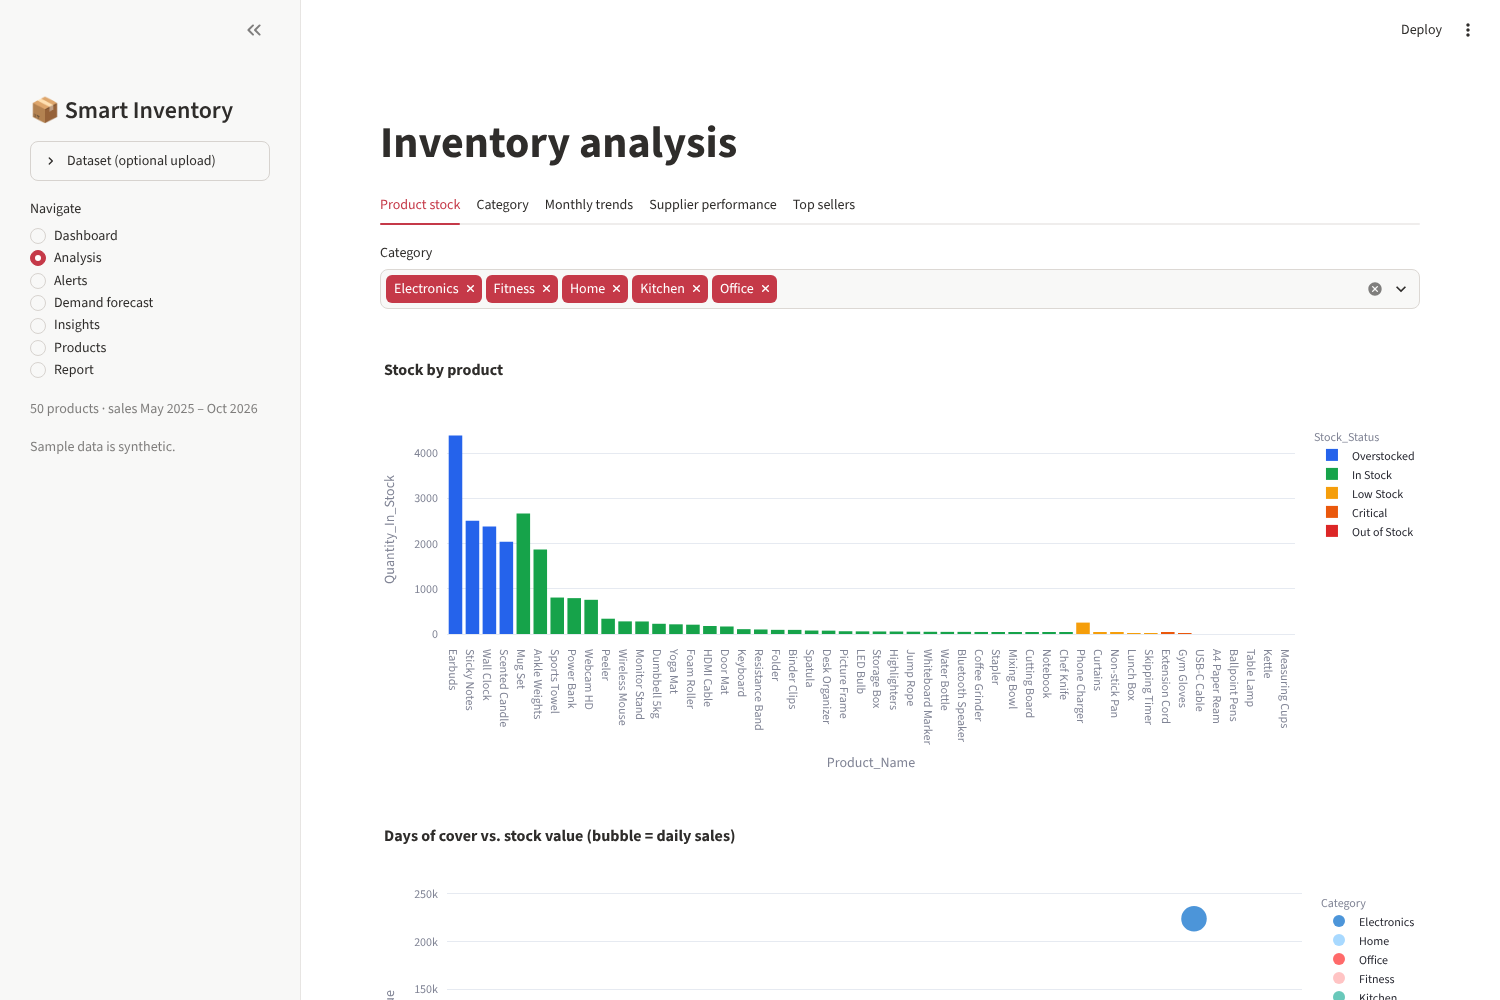 Deploy
📦 Smart Inventory
Dataset (optional upload)
Navigate
Dashboard
Analysis
Alerts
Demand forecast
Insights
Products
Report
50 products · sales May 2025 – Oct 2026
Sample data is synthetic.
Inventory analysis
Product stock Category Monthly trends Supplier performance Top sellers
Category
Electronics Fitness Home Kitchen Office
Stock by product
4000
3000
2000
1000
0
Quantity_In_Stock
Stock_Status
Overstocked
In Stock
Low Stock
Critical
Out of Stock
Earbuds
Sticky Notes
Wall Clock
Scented Candle
Mug Set
Ankle Weights
Sports Towel
Power Bank
Webcam HD
Peeler
Wireless Mouse
Monitor Stand
Dumbbell 5kg
Yoga Mat
Foam Roller
HDMI Cable
Door Mat
Keyboard
Resistance Band
Folder
Binder Clips
Spatula
Desk Organizer
Picture Frame
LED Bulb
Storage Box
Highlighters
Jump Rope
Whiteboard Marker
Water Bottle
Bluetooth Speaker
Coffee Grinder
Stapler
Mixing Bowl
Cutting Board
Notebook
Chef Knife
Phone Charger
Curtains
Non-stick Pan
Lunch Box
Skipping Timer
Extension Cord
Gym Gloves
USB-C Cable
A4 Paper Ream
Ballpoint Pens
Table Lamp
Kettle
Measuring Cups
Product_Name
Days of cover vs. stock value (bubble = daily sales)
250k
200k
150k
Category
Electronics
Home
Office
Fitness
Kitchen